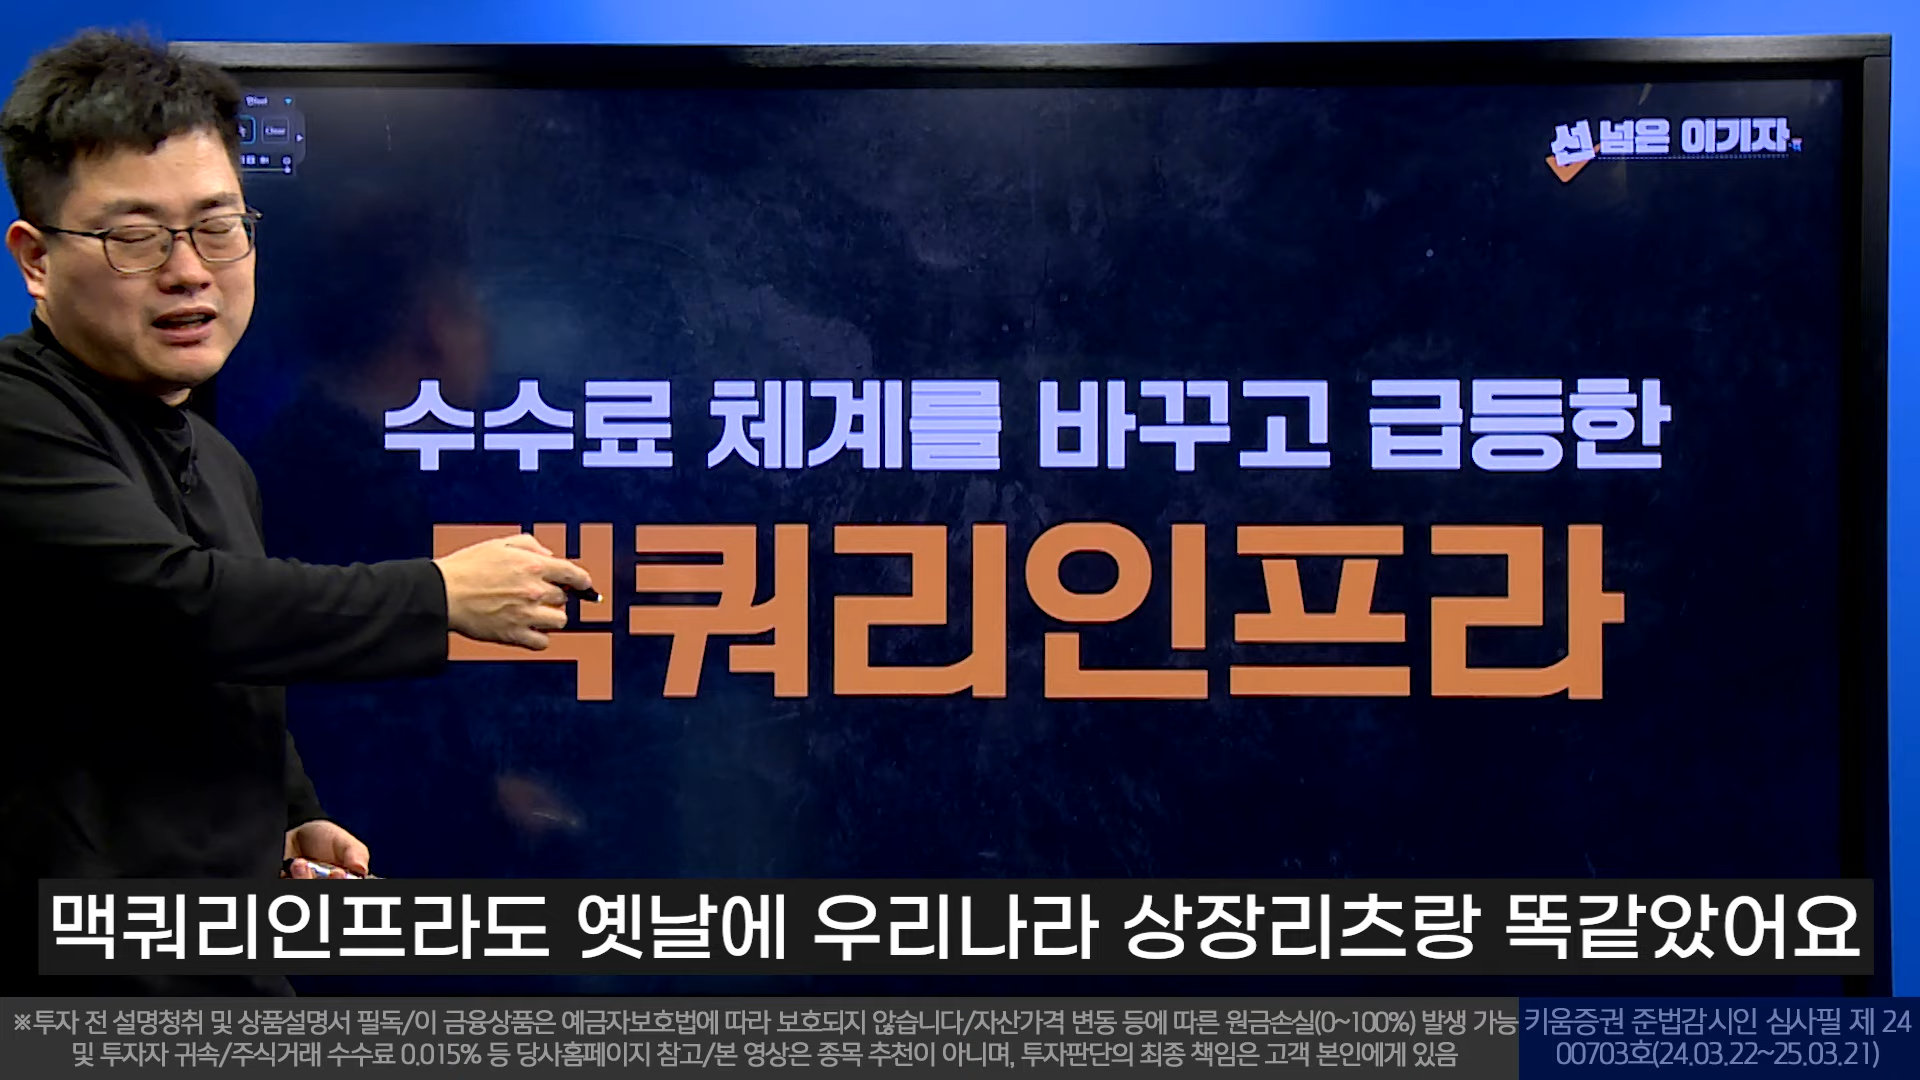 Clear
선 넘은 이기자
수수료 체계를 바꾸고 급등한
맥쿼리인프라
맥쿼리인프라도 옛날에 우리나라 상장리츠랑 똑같았어요
※투자 전 설명청취 및 상품설명서 필독/이 금융상품은 예금자보호법에 따라 보호되지 않습니다/자산가격 변동 등에 따른 원금손실(0~100%) 발생 가능
및 투자자 귀속/주식거래 수수료 0.015% 등 당사홈페이지 참고/본 영상은 종목 추천이 아니며, 투자판단의 최종 책임은 고객 본인에게 있음
키움증권 준법감시인 심사필 제 24
00703호(24.03.22~25.03.21)